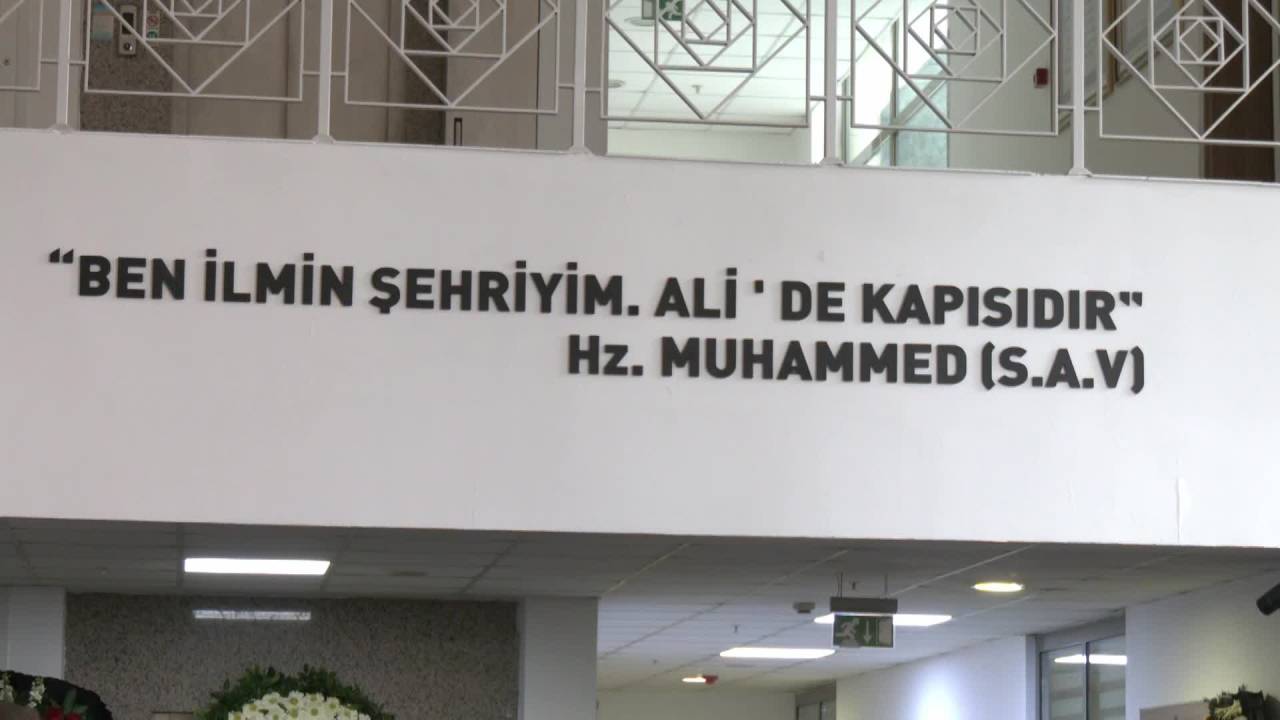 “BEN İLMİN ŞEHRİYİM. ALİ ' DE KAPISIDIR"
Hz. MUHAMMED (S.A.V)